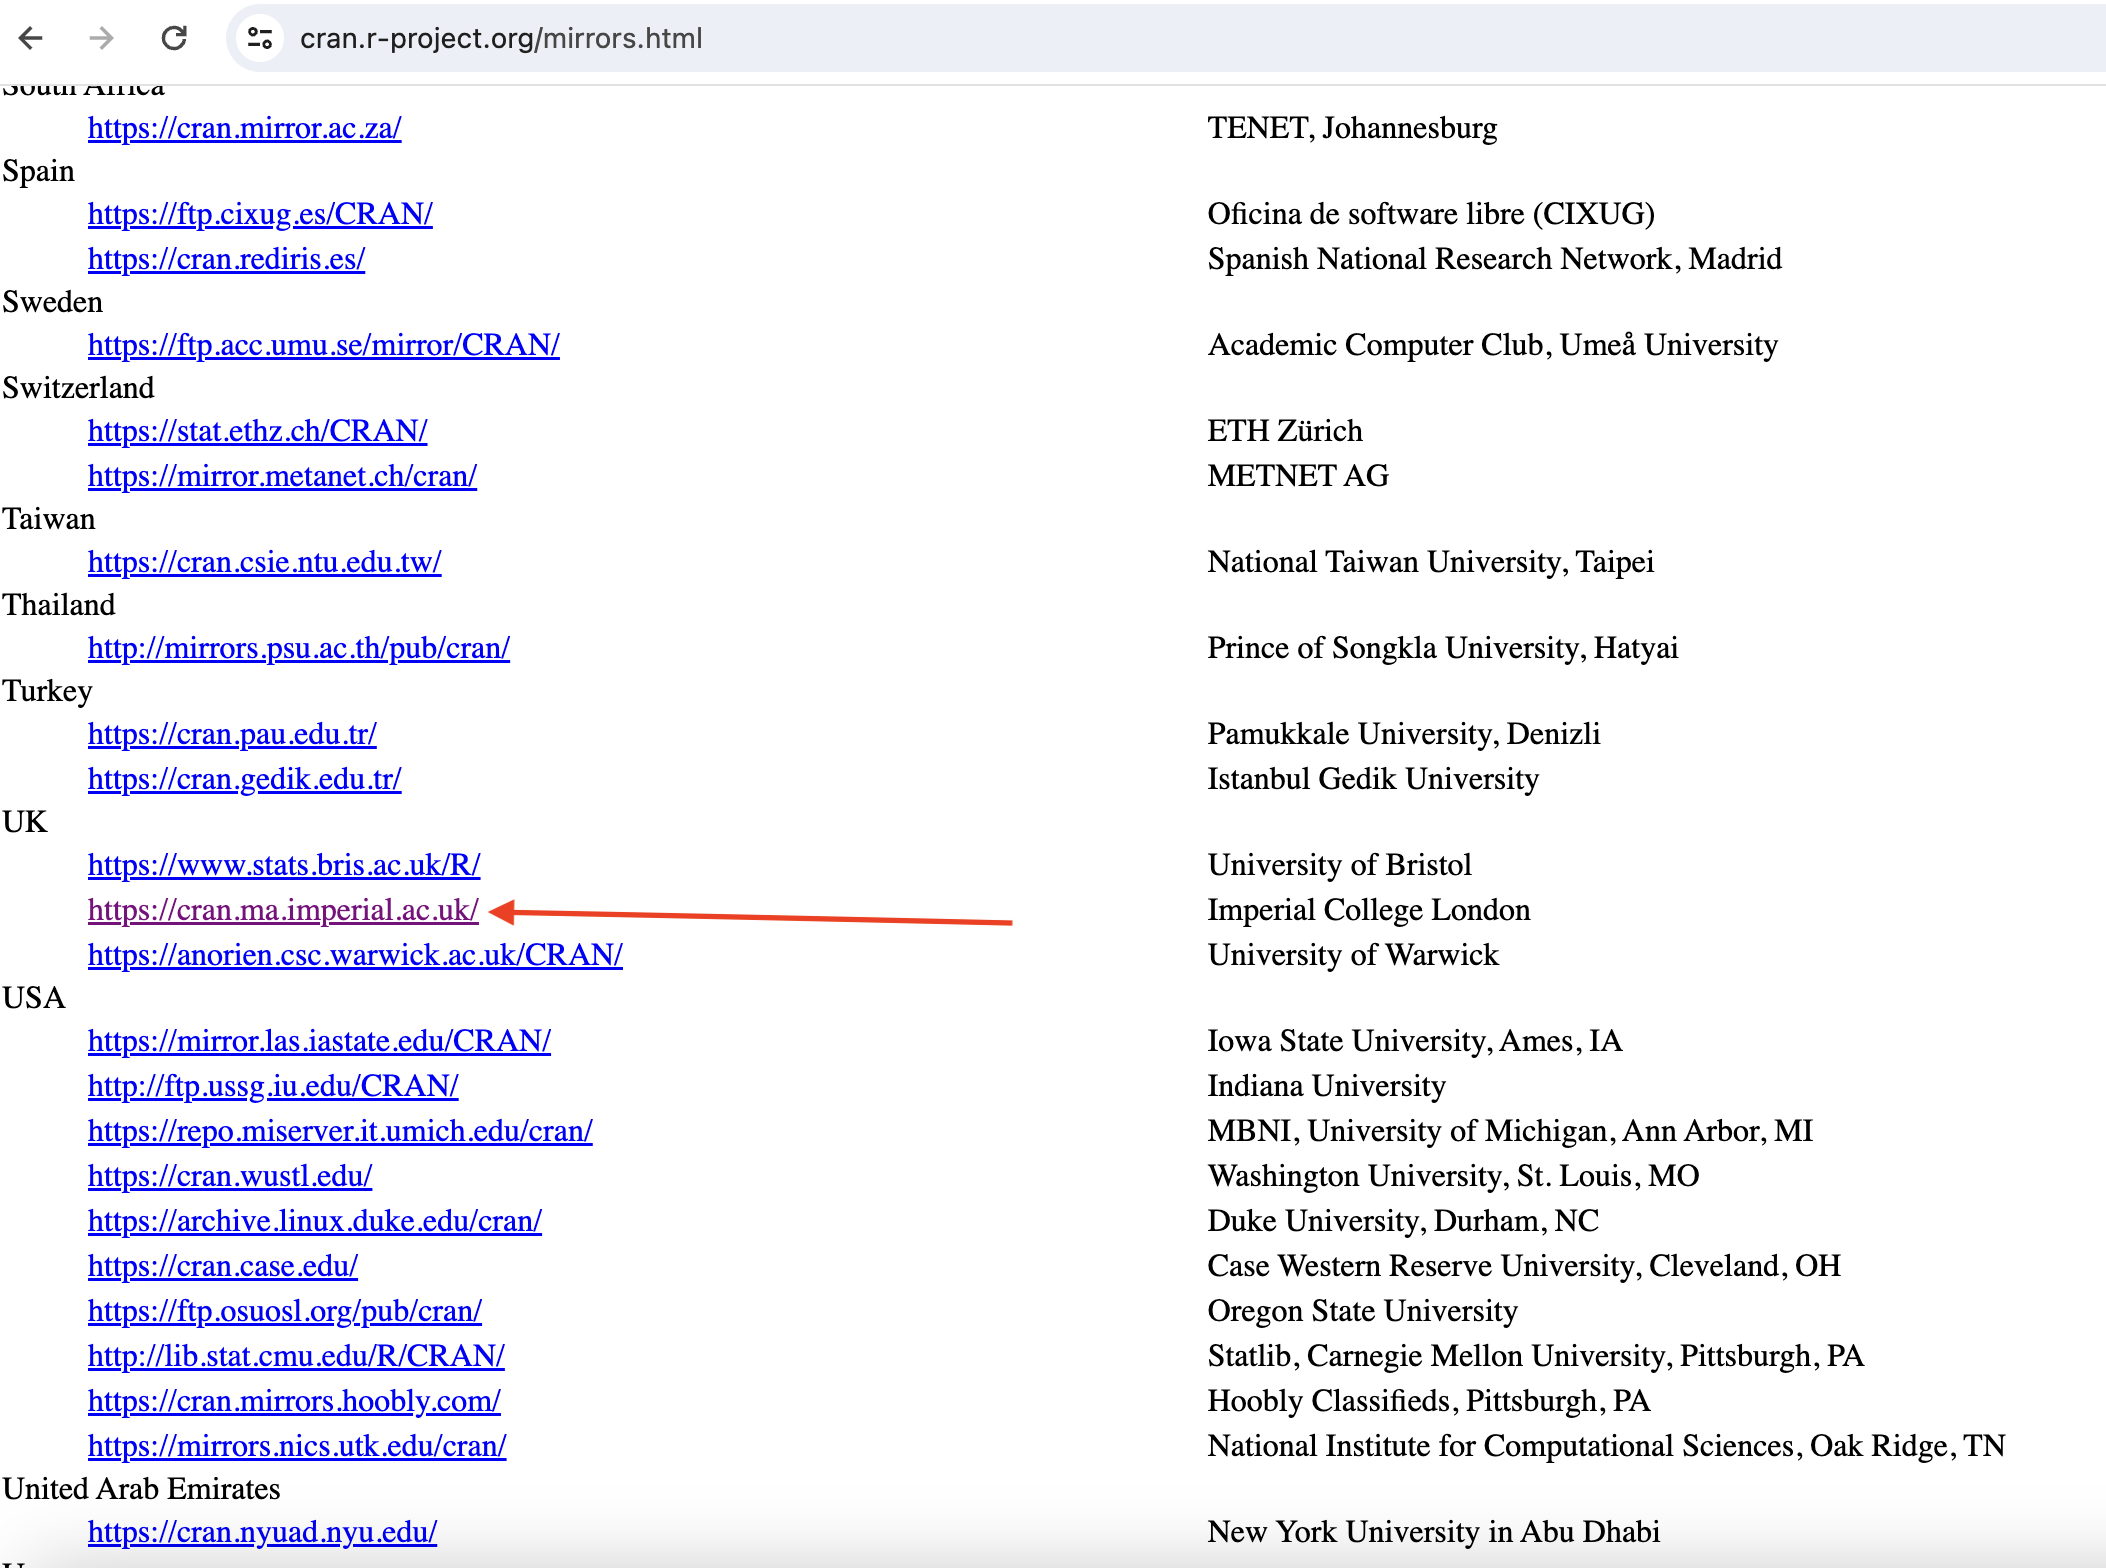 cran.r-project.org/mirrors.html
South Africa
https://cran.mirror.ac.za/ TENET, Johannesburg
Spain
https://ftp.cixug.es/CRAN/ Oficina de software libre (CIXUG)
https://cran.rediris.es/ Spanish National Research Network, Madrid
Sweden
https://ftp.acc.umu.se/mirror/CRAN/ Academic Computer Club, Umeå University
Switzerland
https://stat.ethz.ch/CRAN/ ETH Zürich
https://mirror.metanet.ch/cran/ METNET AG
Taiwan
https://cran.csie.ntu.edu.tw/ National Taiwan University, Taipei
Thailand
http://mirrors.psu.ac.th/pub/cran/ Prince of Songkla University, Hatyai
Turkey
https://cran.pau.edu.tr/ Pamukkale University, Denizli
https://cran.gedik.edu.tr/ Istanbul Gedik University
UK
https://www.stats.bris.ac.uk/R/ University of Bristol
https://cran.ma.imperial.ac.uk/ Imperial College London
https://anorien.csc.warwick.ac.uk/CRAN/ University of Warwick
USA
https://mirror.las.iastate.edu/CRAN/ Iowa State University, Ames, IA
http://ftp.ussg.iu.edu/CRAN/ Indiana University
https://repo.miserver.it.umich.edu/cran/ MBNI, University of Michigan, Ann Arbor, MI
https://cran.wustl.edu/ Washington University, St. Louis, MO
https://archive.linux.duke.edu/cran/ Duke University, Durham, NC
https://cran.case.edu/ Case Western Reserve University, Cleveland, OH
https://ftp.osuosl.org/pub/cran/ Oregon State University
http://lib.stat.cmu.edu/R/CRAN/ Statlib, Carnegie Mellon University, Pittsburgh, PA
https://cran.mirrors.hoobly.com/ Hoobly Classifieds, Pittsburgh, PA
https://mirrors.nics.utk.edu/cran/ National Institute for Computational Sciences, Oak Ridge, TN
United Arab Emirates
https://cran.nyuad.nyu.edu/ New York University in Abu Dhabi